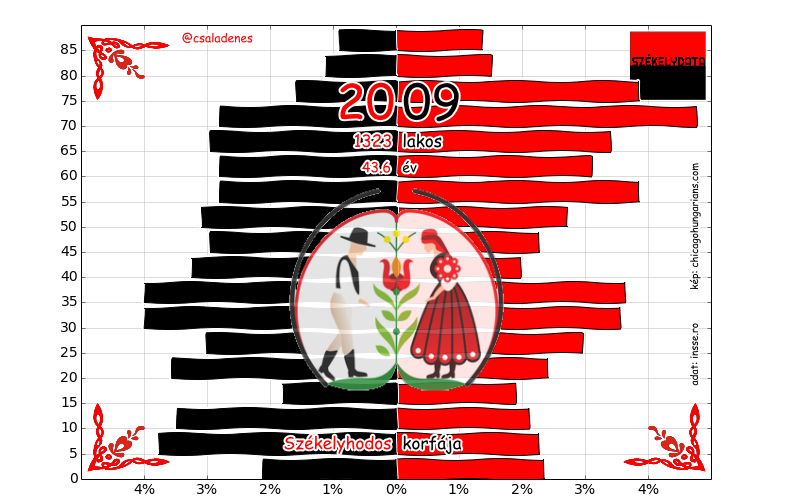 @csaladenes
SZÉKELYDATA
2009
1323 lakos
43.6 év
kép: chicagohungarians.com
adat: insse.ro
Székelyhodos korfája
85
80
75
70
65
60
55
50
45
40
35
30
25
20
15
10
5
0
4% 3% 2% 1% 0% 1% 2% 3% 4%